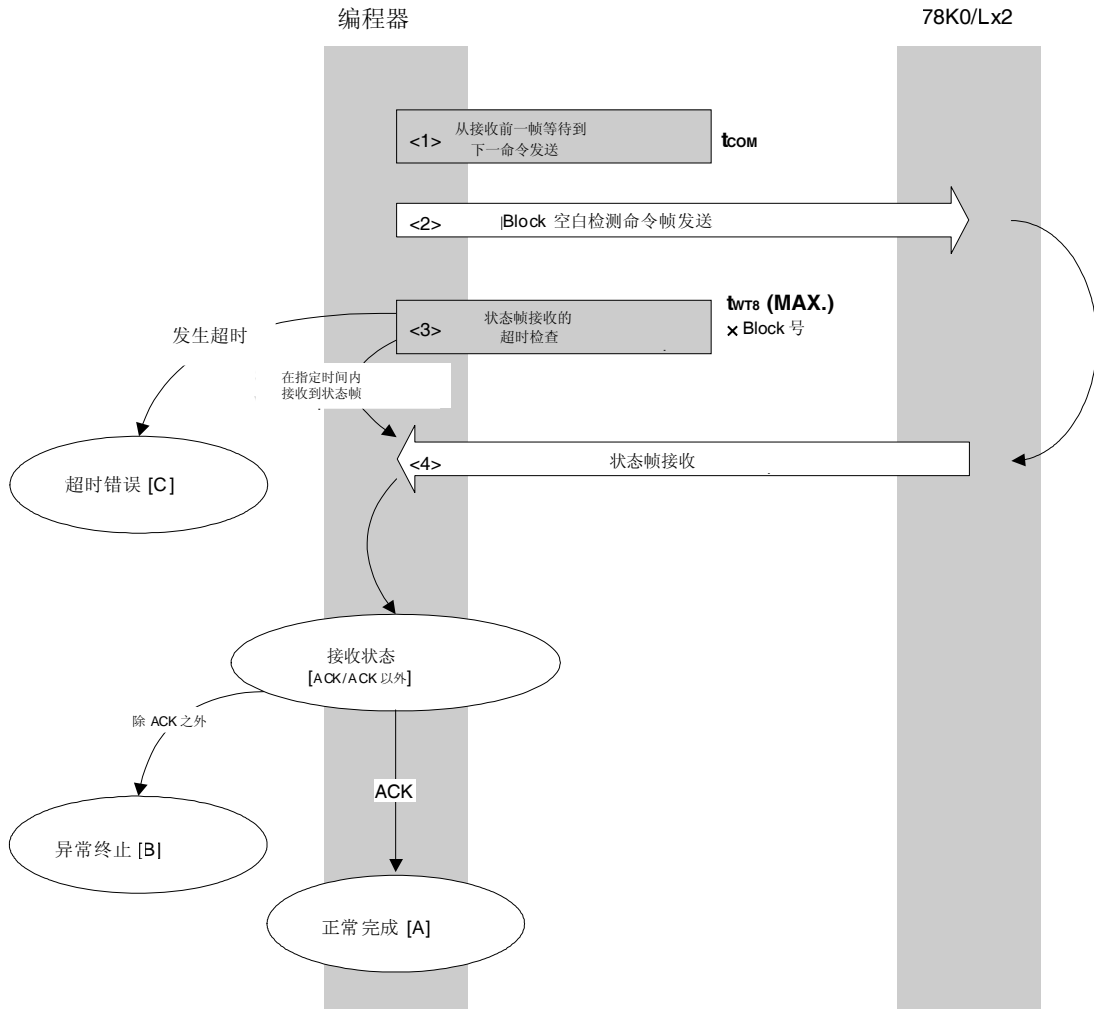 编程器
78K0/Lx2
<1> 从接收前一帧等待到
下一命令发送
tCOM
<2> Block 空白检测命令帧发送
<3> 状态帧接收的
超时检查
tWT8 (MAX.)
× Block 号
发生超时
在指定时间内
接收到状态帧
超时错误 [C]
<4> 状态帧接收
接收状态
[ACK/ACK 以外]
除 ACK 之外
ACK
异常终止 [B]
正常完成 [A]